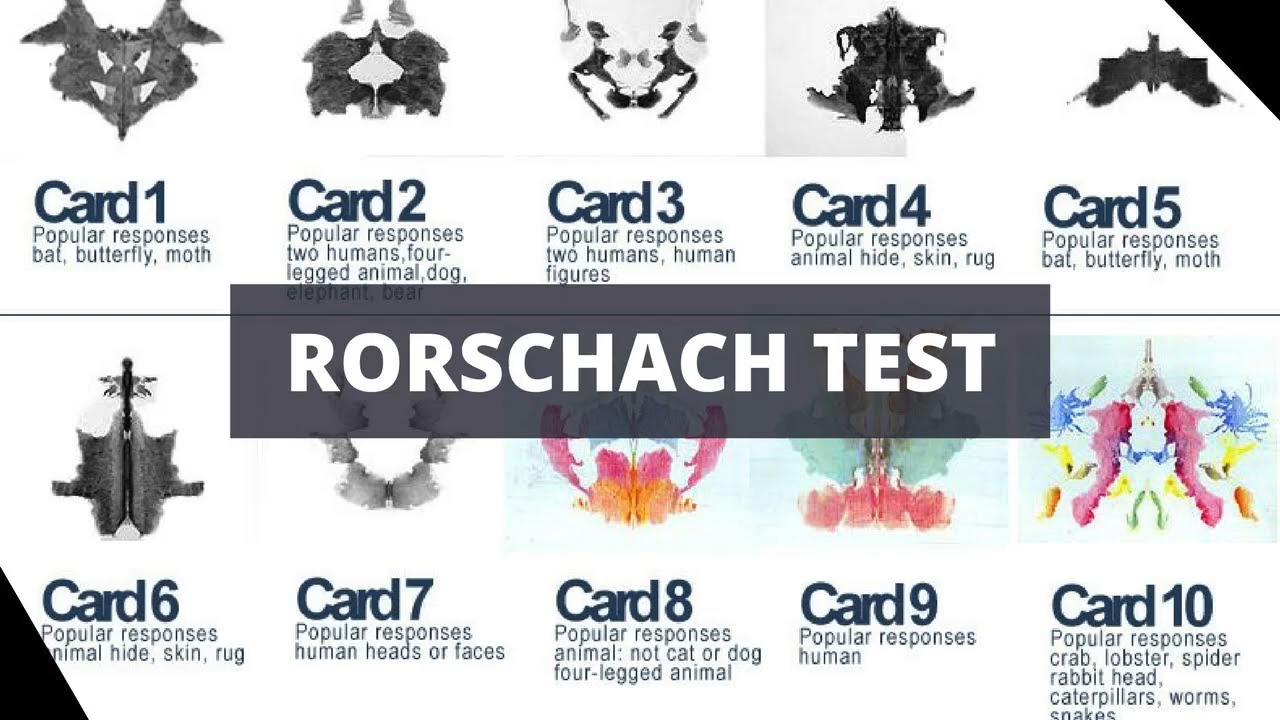 Card 1
Popular responses
bat, butterfly, moth
Card 2
Popular responses
two humans,four-
legged animal,dog,
elephant, bear
Card 3
Popular responses
two humans, human
figures
Card 4
Popular responses
animal hide, skin, rug
Card 5
Popular responses
bat, butterfly, moth
RORSCHACH TEST
Card 6
Popular responses
animal hide, skin, rug
Card 7
Popular responses
human heads or faces
Card 8
Popular responses
animal: not cat or dog
four-legged animal
Card 9
Popular responses
human
Card 10
Popular responses
crab, lobster, spider
rabbit head,
caterpillars, worms,
snakes